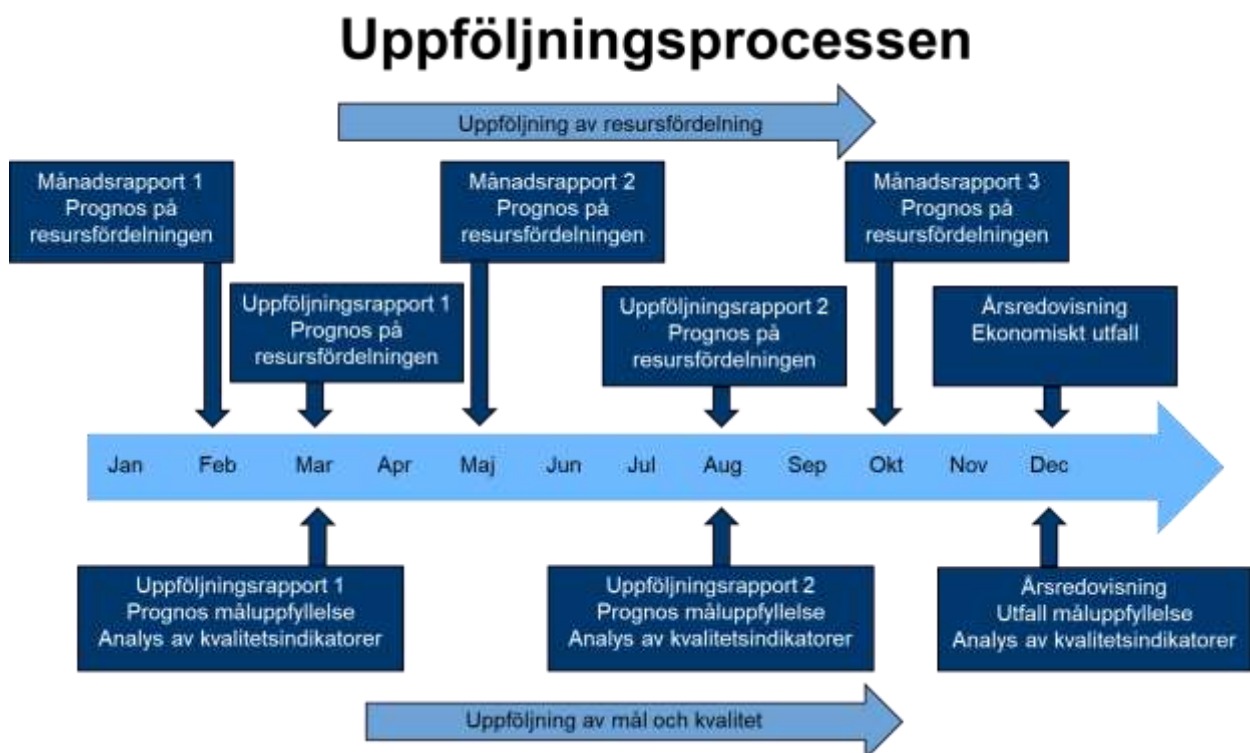 Uppföljningsprocessen
Uppföljning av resursfördelning
Månadsrapport 1
Prognos på
resursfördelningen
Månadsrapport 2
Prognos på
resursfördelningen
Månadsrapport 3
Prognos på
resursfördelningen
Uppföljningsrapport 1
Prognos på
resursfördelningen
Uppföljningsrapport 2
Prognos på
resursfördelningen
Årsredovisning
Ekonomiskt utfall
Jan Feb Mar Apr Maj Jun Jul Aug Sep Okt Nov Dec
Uppföljningsrapport 1
Prognos måluppfyllelse
Analys av kvalitetsindikatorer
Uppföljningsrapport 2
Prognos måluppfyllelse
Analys av kvalitetsindikatorer
Årsredovisning
Utfall måluppfyllelse
Analys av kvalitetsindikatorer
Uppföljning av mål och kvalitet